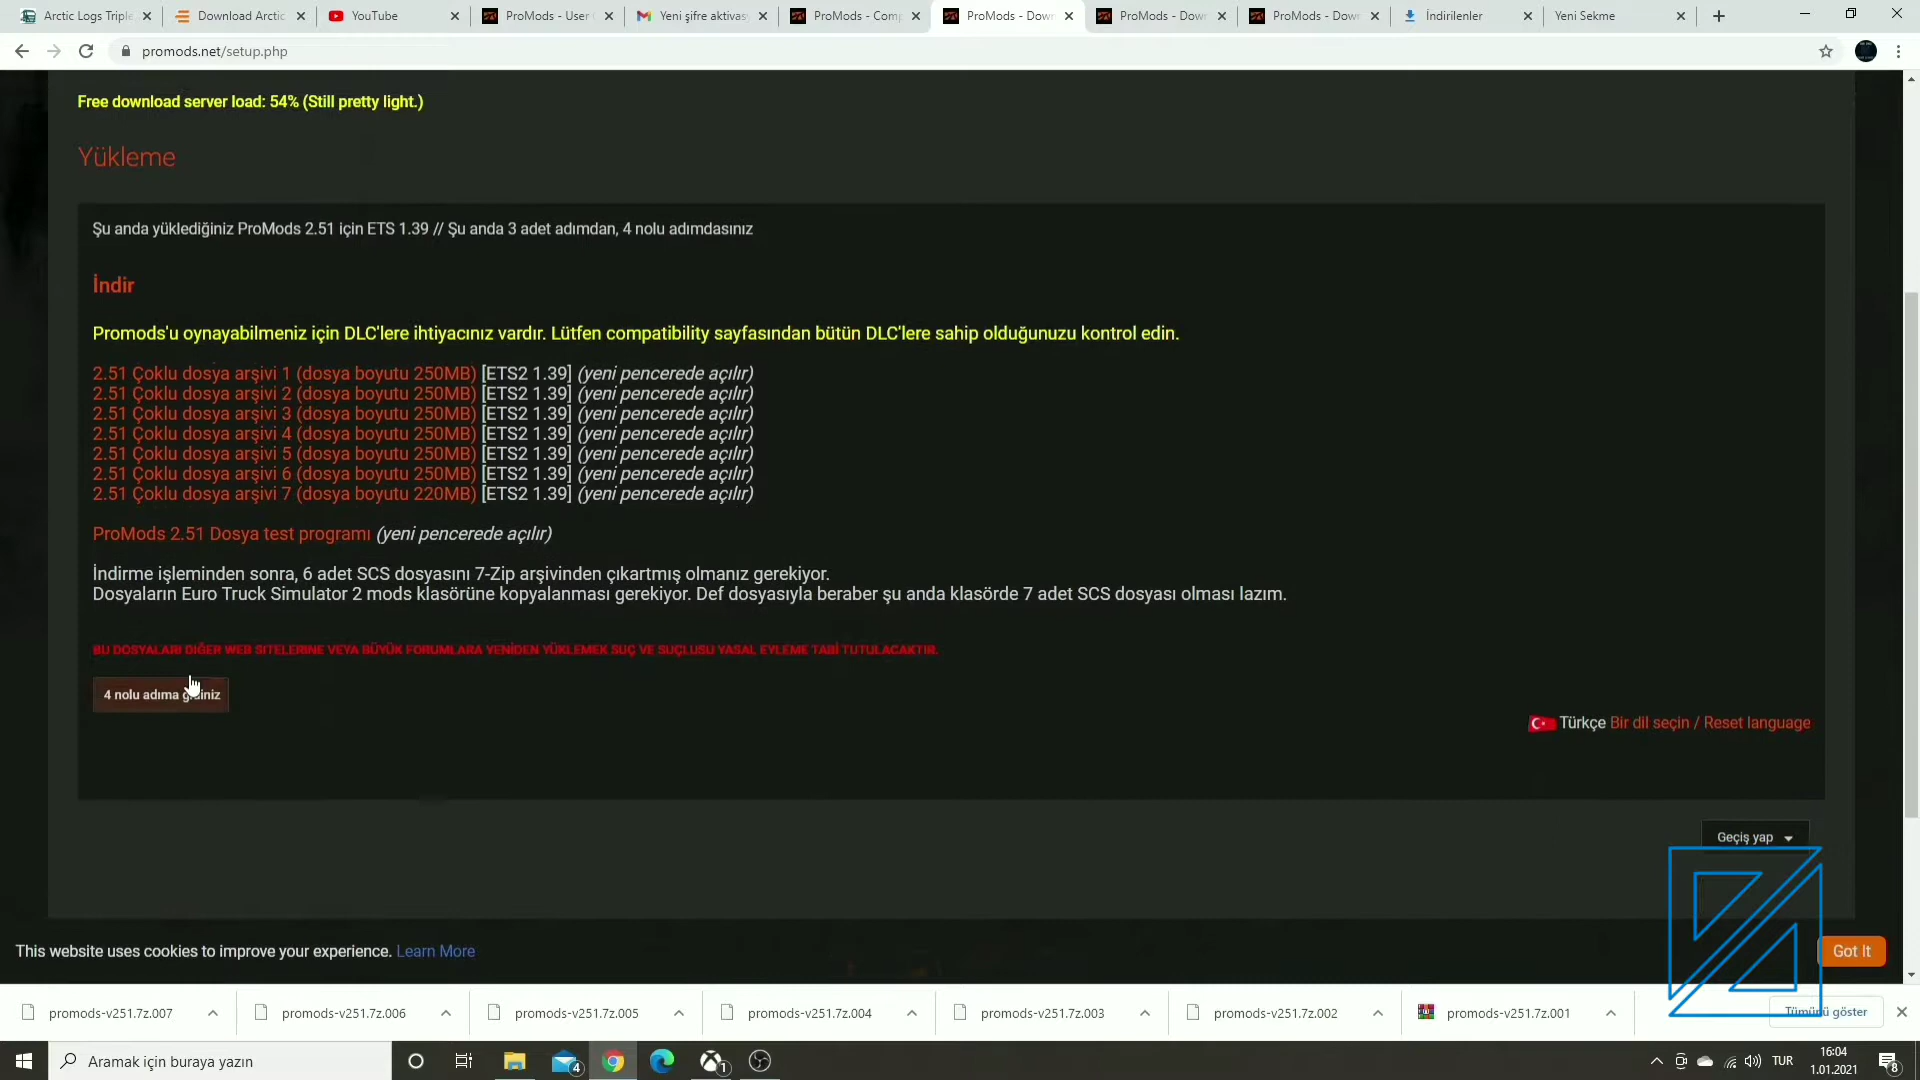 Arctic Logs Triple
Download Arctic
YouTube
ProMods - User
Yeni şifre aktivas
ProMods - Comp
ProMods - Dow
ProMods - Dow
ProMods - Dow
İndirilenler
Yeni Sekme
promods.net/setup.php
Free download server load: 54% (Still pretty light.)
Yükleme
Şu anda yüklediğiniz ProMods 2.51 için ETS 1.39 // Şu anda 3 adet adımdan, 4 nolu adımdasınız
İndir
Promods'u oynayabilmeniz için DLC'lere ihtiyacınız vardır. Lütfen compatibility sayfasından bütün DLC'lere sahip olduğunuzu kontrol edin.
2.51 Çoklu dosya arşivi 1 (dosya boyutu 250MB) [ETS2 1.39] (yeni pencerede açılır)
2.51 Çoklu dosya arşivi 2 (dosya boyutu 250MB) [ETS2 1.39] (yeni pencerede açılır)
2.51 Çoklu dosya arşivi 3 (dosya boyutu 250MB) [ETS2 1.39] (yeni pencerede açılır)
2.51 Çoklu dosya arşivi 4 (dosya boyutu 250MB) [ETS2 1.39] (yeni pencerede açılır)
2.51 Çoklu dosya arşivi 5 (dosya boyutu 250MB) [ETS2 1.39] (yeni pencerede açılır)
2.51 Çoklu dosya arşivi 6 (dosya boyutu 250MB) [ETS2 1.39] (yeni pencerede açılır)
2.51 Çoklu dosya arşivi 7 (dosya boyutu 220MB) [ETS2 1.39] (yeni pencerede açılır)
ProMods 2.51 Dosya test programı (yeni pencerede açılır)
İndirme işleminden sonra, 6 adet SCS dosyasını 7-Zip arşivinden çıkartmış olmanız gerekiyor.
Dosyaların Euro Truck Simulator 2 mods klasörüne kopyalanması gerekiyor. Def dosyasıyla beraber şu anda klasörde 7 adet SCS dosyası olması lazım.
BU DOSYALARI DİĞER WEB SİTELERİNE VEYA BÜYÜK FORUMLARA YENİDEN YÜKLEMEK SUÇ VE SUÇLUSU YASAL EYLEME TABİ TUTULACAKTIR.
4 nolu adıma
Türkçe Bir dil seçin / Reset language
Geçiş yap
This website uses cookies to improve your experience. Learn More
Got It
promods-v251.7z.007
promods-v251.7z.006
promods-v251.7z.005
promods-v251.7z.004
promods-v251.7z.003
promods-v251.7z.002
promods-v251.7z.001
Tümünü göster
Aramak için buraya yazın
4
1
TUR
16:04
1.01.2021
8